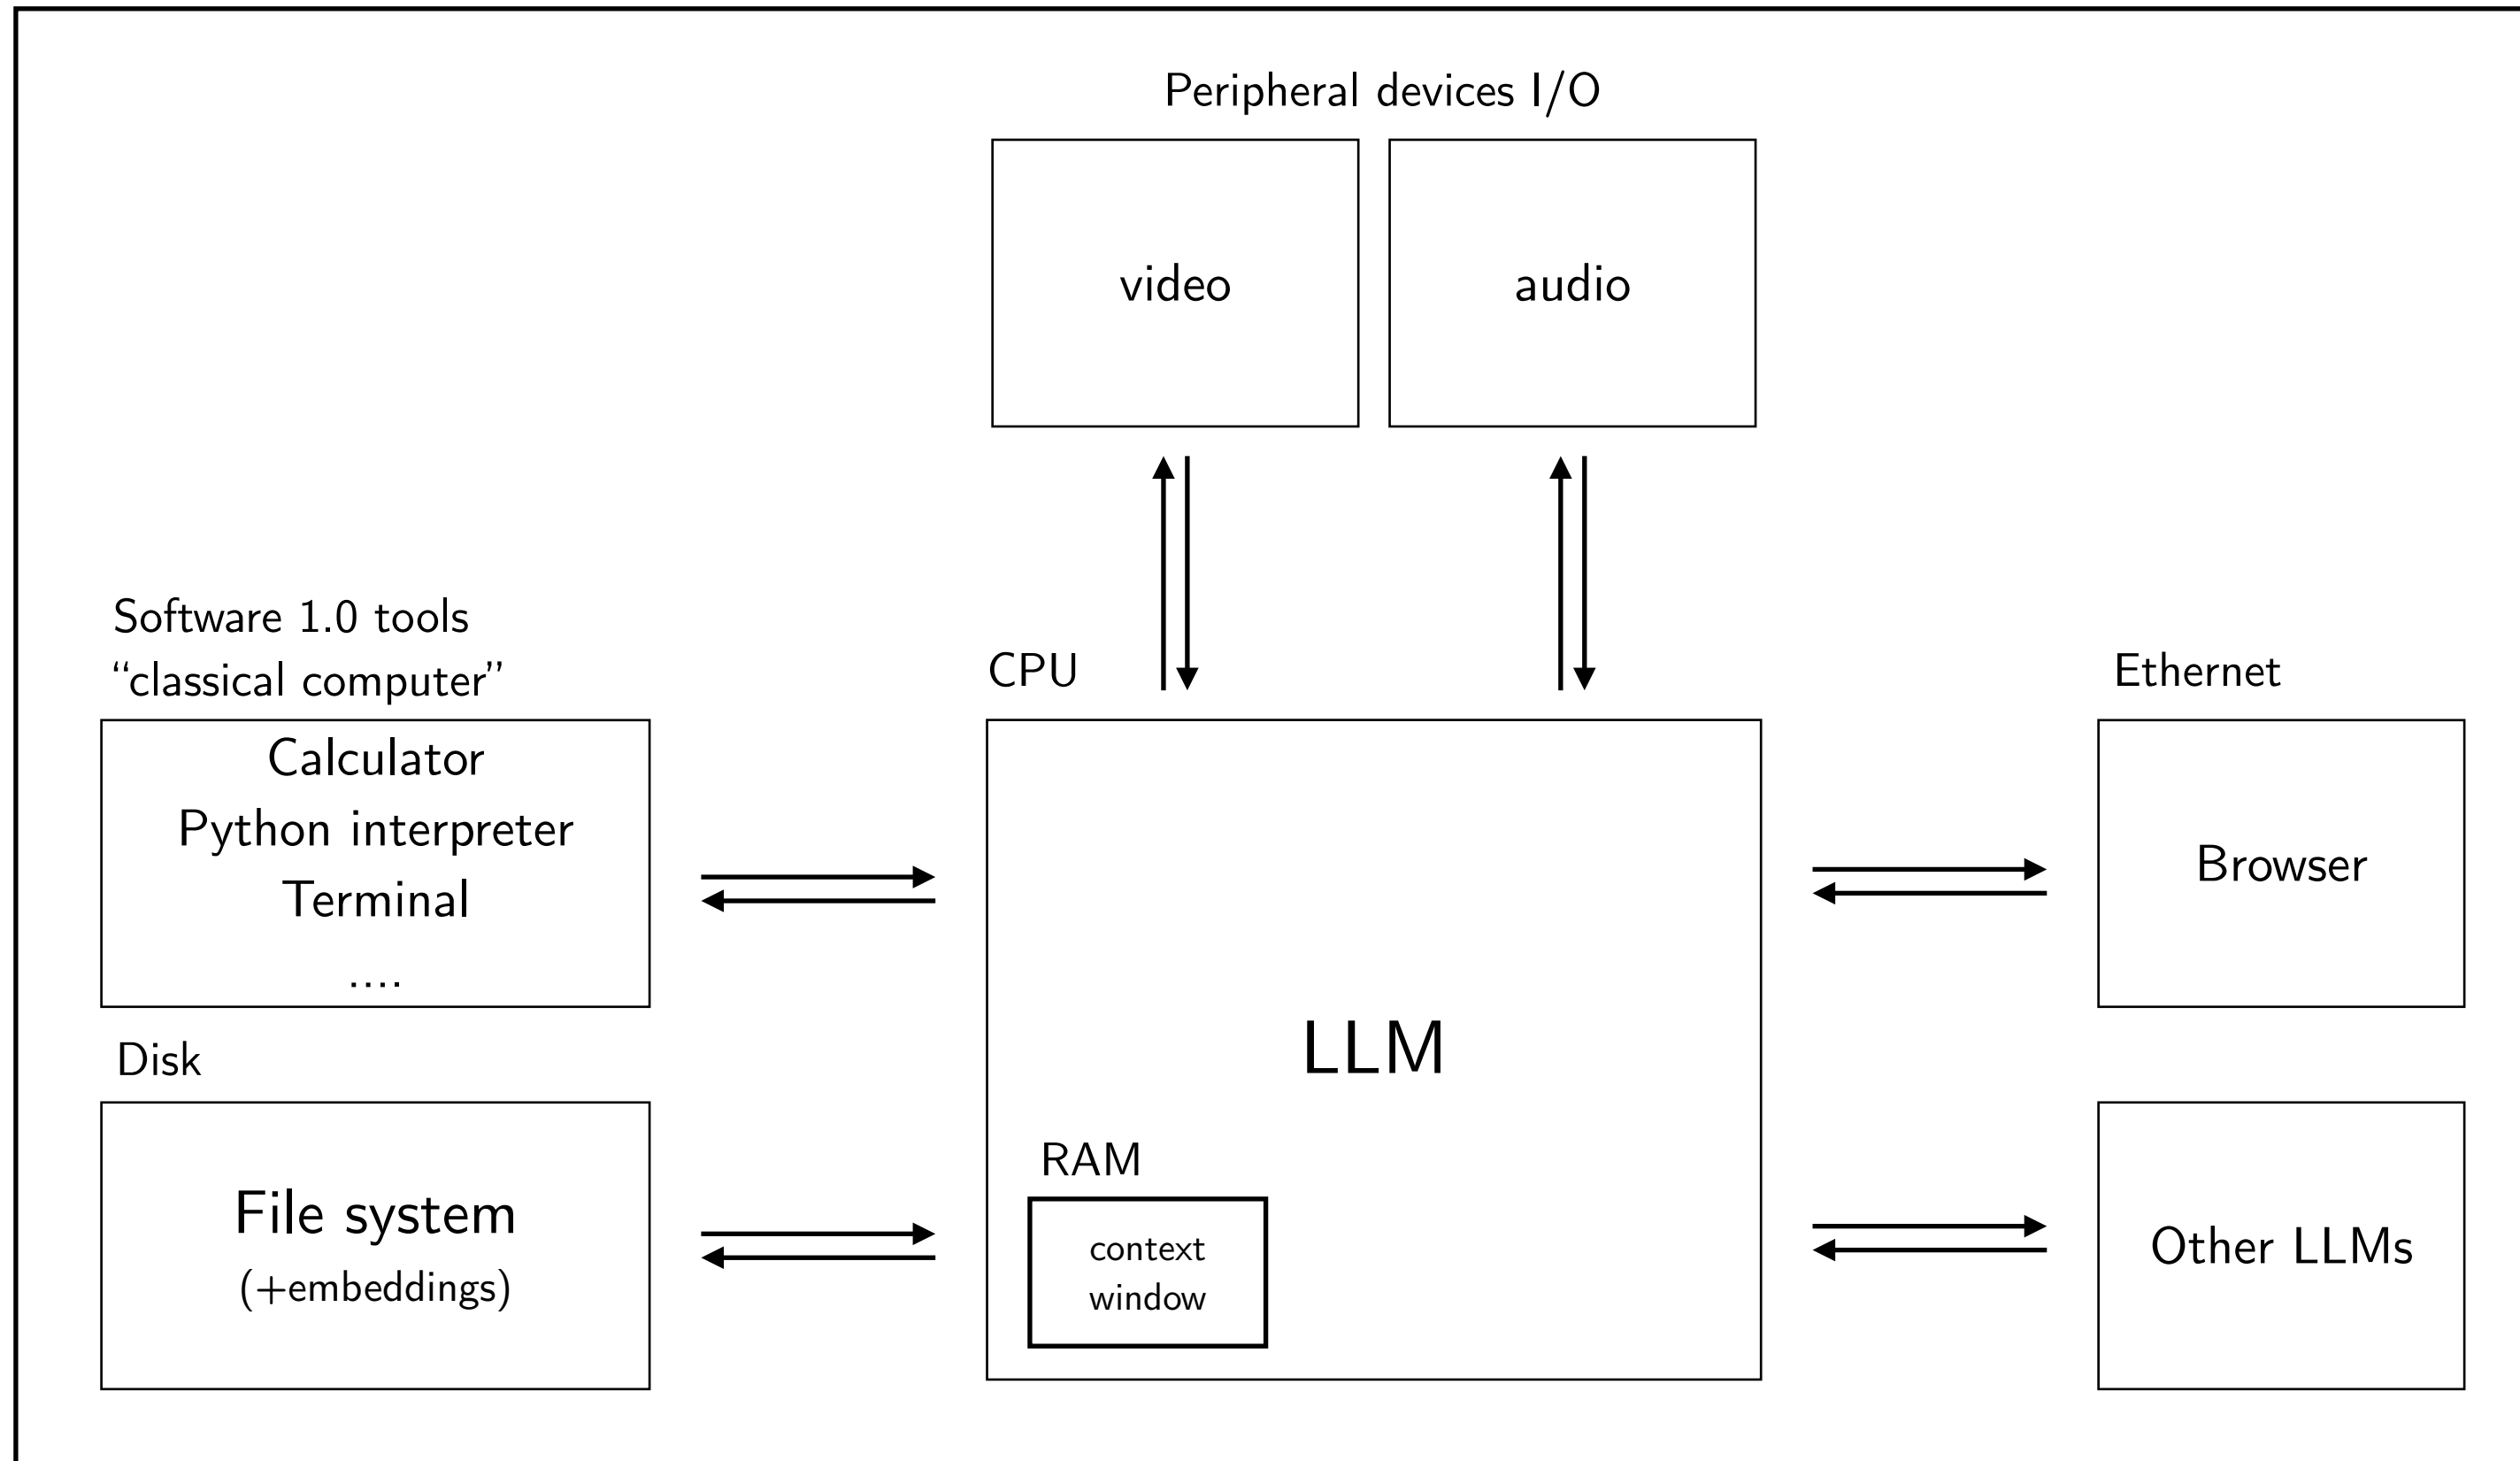 Peripheral devices I/O
video
audio
Software 1.0 tools
“classical computer”
Calculator
Python interpreter
Terminal
....
CPU
LLM
RAM
context
window
Ethernet
Browser
Disk
File system
(+embeddings)
Other LLMs